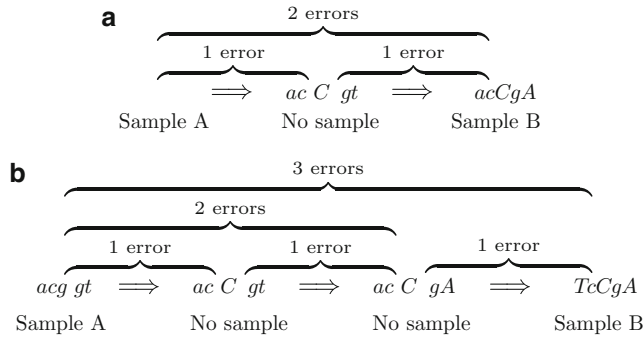 a
2 errors
1 error 1 error
⟹ ac C gt ⟹ acCgA
Sample A No sample Sample B
b
3 errors
2 errors
1 error 1 error 1 error
acg gt ⟹ ac C gt ⟹ ac C gA ⟹ TcCgA
Sample A No sample No sample Sample B